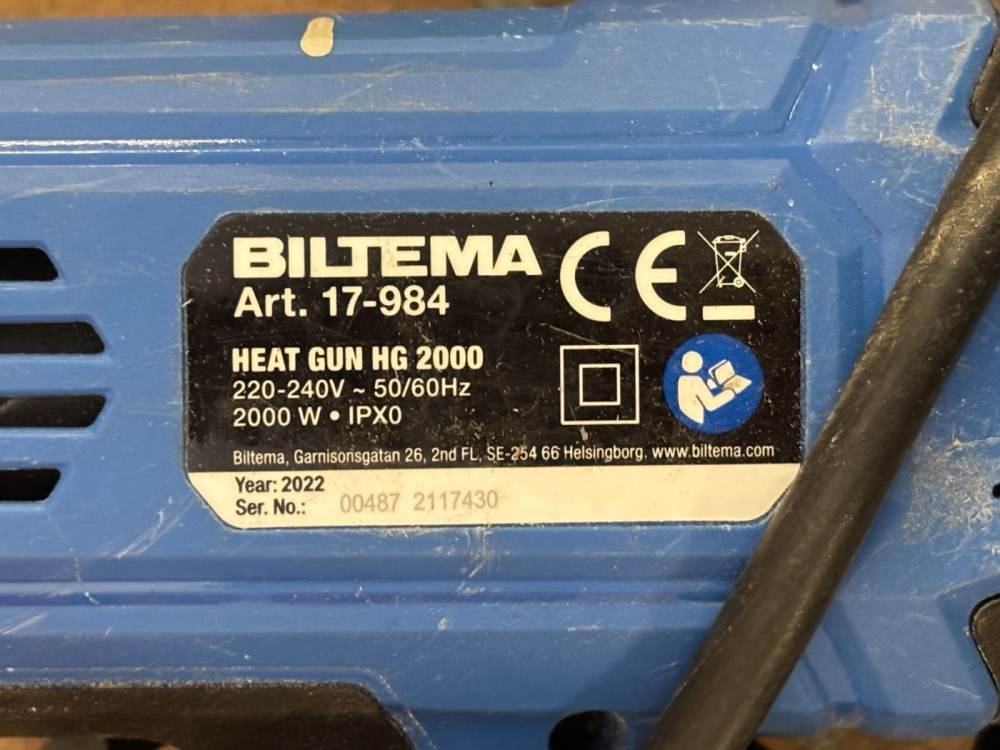 BILTEMA CE
Art. 17-984
HEAT GUN HG 2000
220-240V ~ 50/60Hz
2000 W • IPX0
Biltema, Garnisonsgatan 26, 2nd FL, SE-254 66 Helsingborg. www.biltema.com
Year: 2022
Ser. No.: 00487 2117430